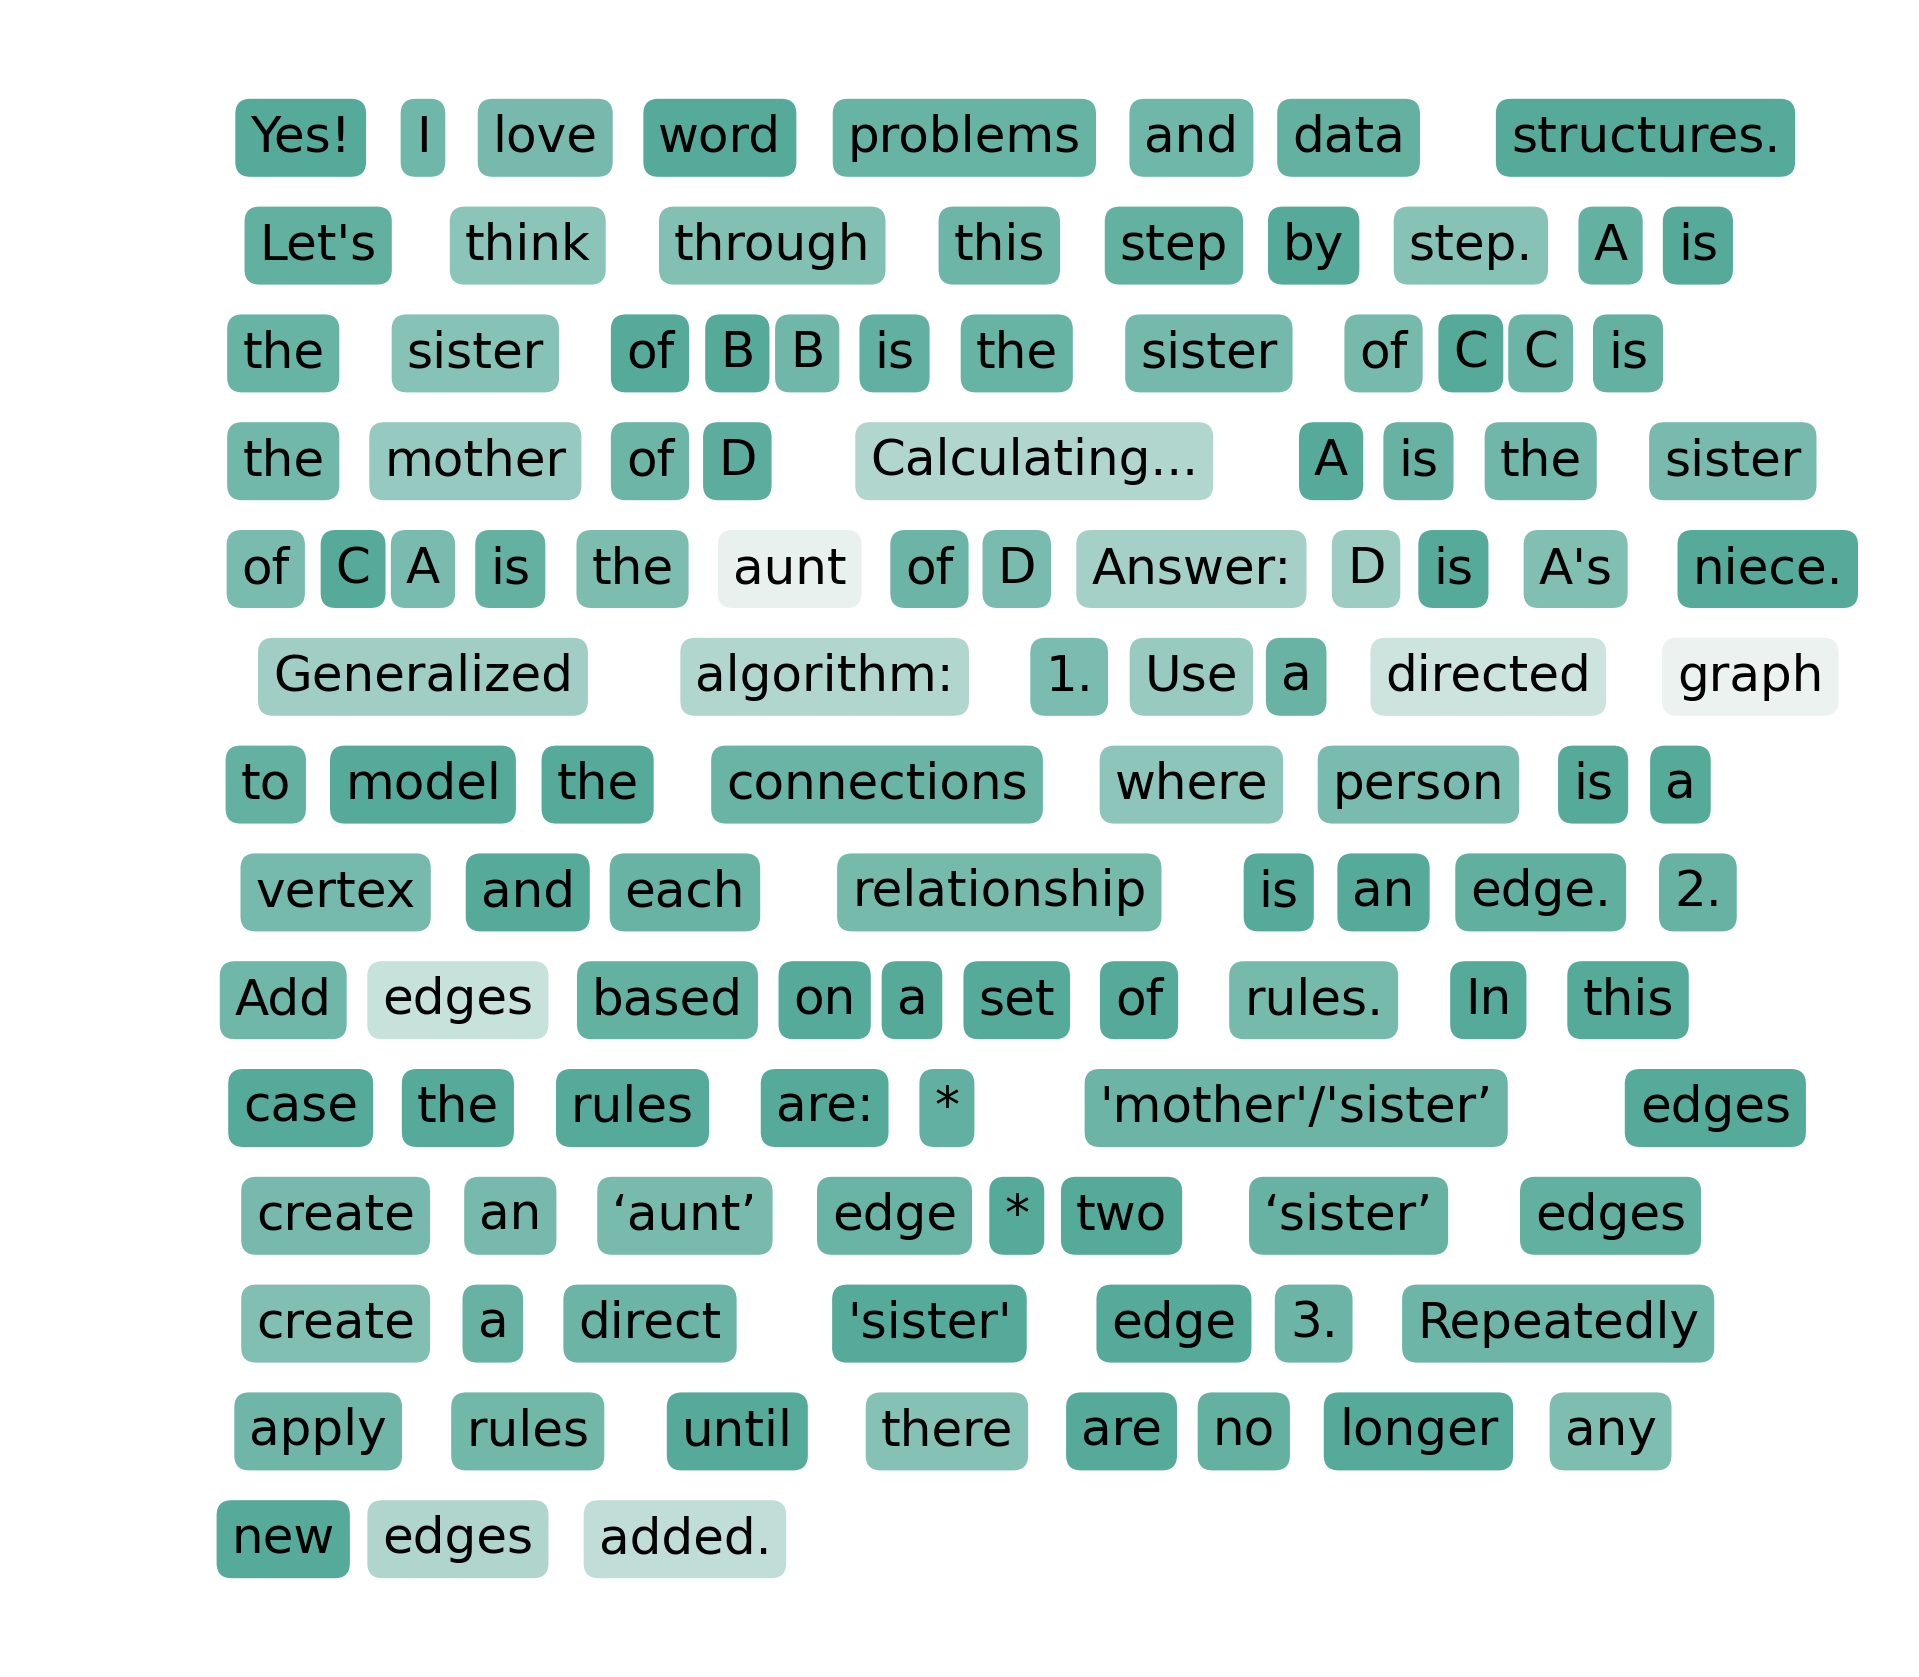 Yes! I love word problems and data structures.
Let's think through this step by step. A is
the sister of B B is the sister of C C is
the mother of D Calculating... A is the sister
of C A is the aunt of D Answer: D is A's niece.
Generalized algorithm: 1. Use a directed graph
to model the connections where person is a
vertex and each relationship is an edge. 2.
Add edges based on a set of rules. In this
case the rules are: * 'mother'/'sister’ edges
create an ‘aunt’ edge * two ‘sister’ edges
create a direct 'sister' edge 3. Repeatedly
apply rules until there are no longer any
new edges added.